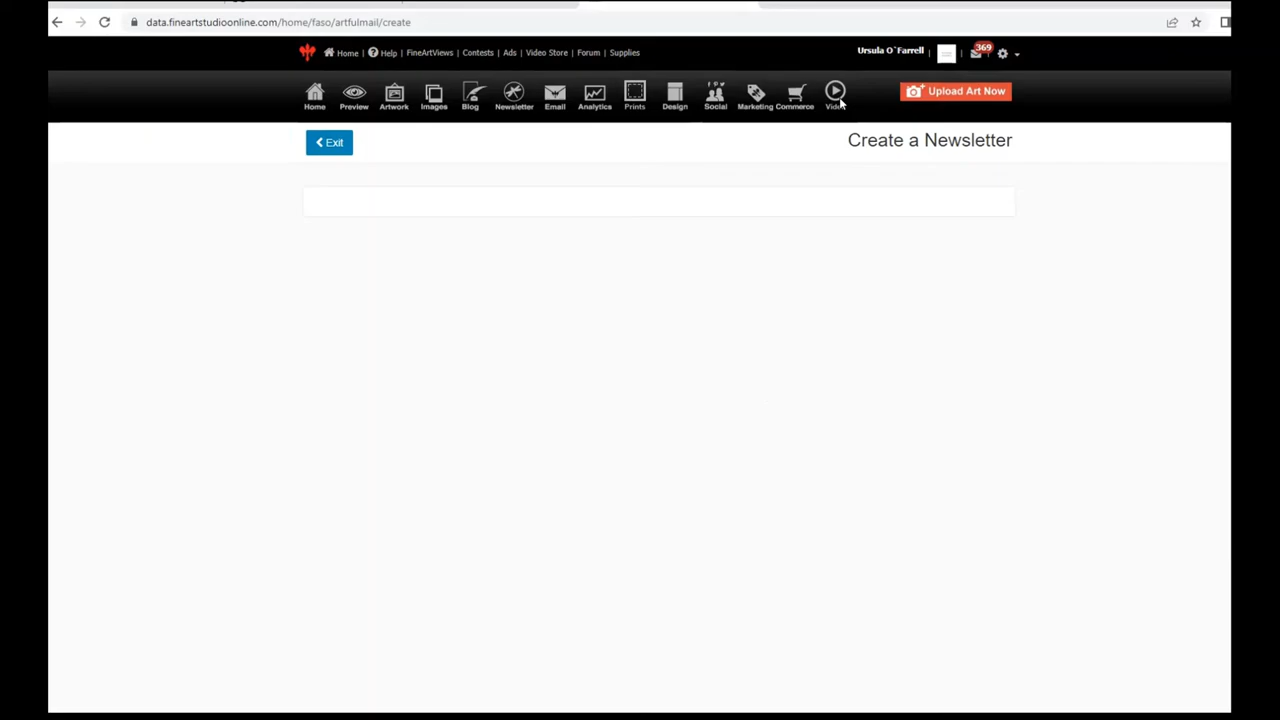 data.fineartstudioonline.com/home/faso/artfulmail/create
Home | Help | FineArtViews | Contests | Ads | Video Store | Forum | Supplies
Ursula O`Farrell | | 369
Home Preview Artwork Images Blog Newsletter Email Analytics Prints Design Social Marketing Commerce
Upload Art Now
Exit
Create a Newsletter